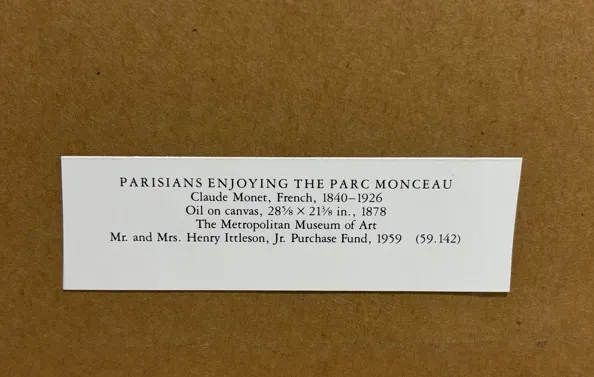 PARISIANS ENJOYING THE PARC MONCEAU
Claude Monet, French, 1840–1926
Oil on canvas, 28⅝ × 21⅜ in., 1878
The Metropolitan Museum of Art
Mr. and Mrs. Henry Ittleson, Jr. Purchase Fund, 1959 (59.142)